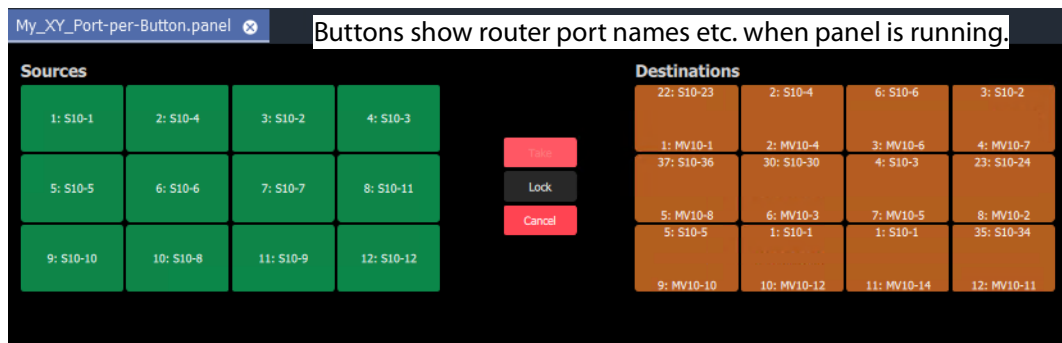 My_XY_Port-per-Button.panel
Buttons show router port names etc. when panel is running.
Sources
1: S10-1 2: S10-4 3: S10-2 4: S10-3
5: S10-5 6: S10-6 7: S10-7 8: S10-11
9: S10-10 10: S10-8 11: S10-9 12: S10-12
Take
Lock
Cancel
Destinations
22: S10-23 2: S10-4 6: S10-6 3: S10-2
1: MV10-1 2: MV10-4 3: MV10-6 4: MV10-7
37: S10-36 30: S10-30 4: S10-3 23: S10-24
5: MV10-8 6: MV10-3 7: MV10-5 8: MV10-2
5: S10-5 1: S10-1 1: S10-1 35: S10-34
9: MV10-10 10: MV10-12 11: MV10-14 12: MV10-11